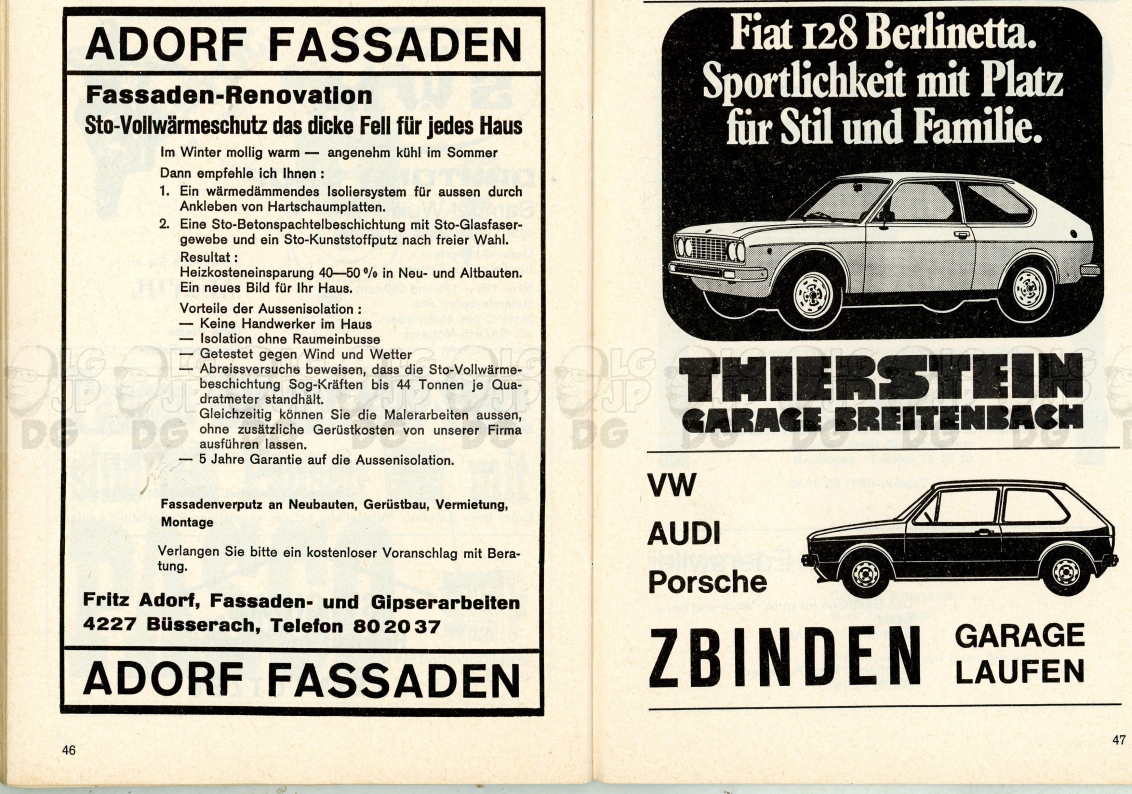 ADORF FASSADEN
Fassaden-Renovation
Sto-Vollwärmeschutz das dicke Fell für jedes Haus
Im Winter mollig warm — angenehm kühl im Sommer
Dann empfehle ich Ihnen :
1. Ein wärmedämmendes Isoliersystem für aussen durch
Ankleben von Hartschaumplatten.
2. Eine Sto-Betonspachtelbeschichtung mit Sto-Glasfaser-
gewebe und ein Sto-Kunststoffputz nach freier Wahl.
Resultat :
Heizkosteneinsparung 40—50 % in Neu- und Altbauten.
Ein neues Bild für Ihr Haus.
Vorteile der Aussenisolation :
— Keine Handwerker im Haus
— Isolation ohne Raumeinbusse
— Getestet gegen Wind und Wetter
— Abreissversuche beweisen, dass die Sto-Vollwärme-
beschichtung Sog-Kräften bis 44 Tonnen je Qua-
dratmeter standhält.
Gleichzeitig können Sie die Malerarbeiten aussen,
ohne zusätzliche Gerüstkosten von unserer Firma
ausführen lassen.
— 5 Jahre Garantie auf die Aussenisolation.
Fassadenverputz an Neubauten, Gerüstbau, Vermietung,
Montage
Verlangen Sie bitte ein kostenloser Voranschlag mit Bera-
tung.
Fritz Adorf, Fassaden- und Gipserarbeiten
4227 Büsserach, Telefon 80 20 37
ADORF FASSADEN
46
Fiat 128 Berlinetta.
Sportlichkeit mit Platz
für Stil und Familie.
THIERSTEIN
GARAGE BREITENBACH
VW
AUDI
Porsche
ZBINDEN
GARAGE
LAUFEN
47